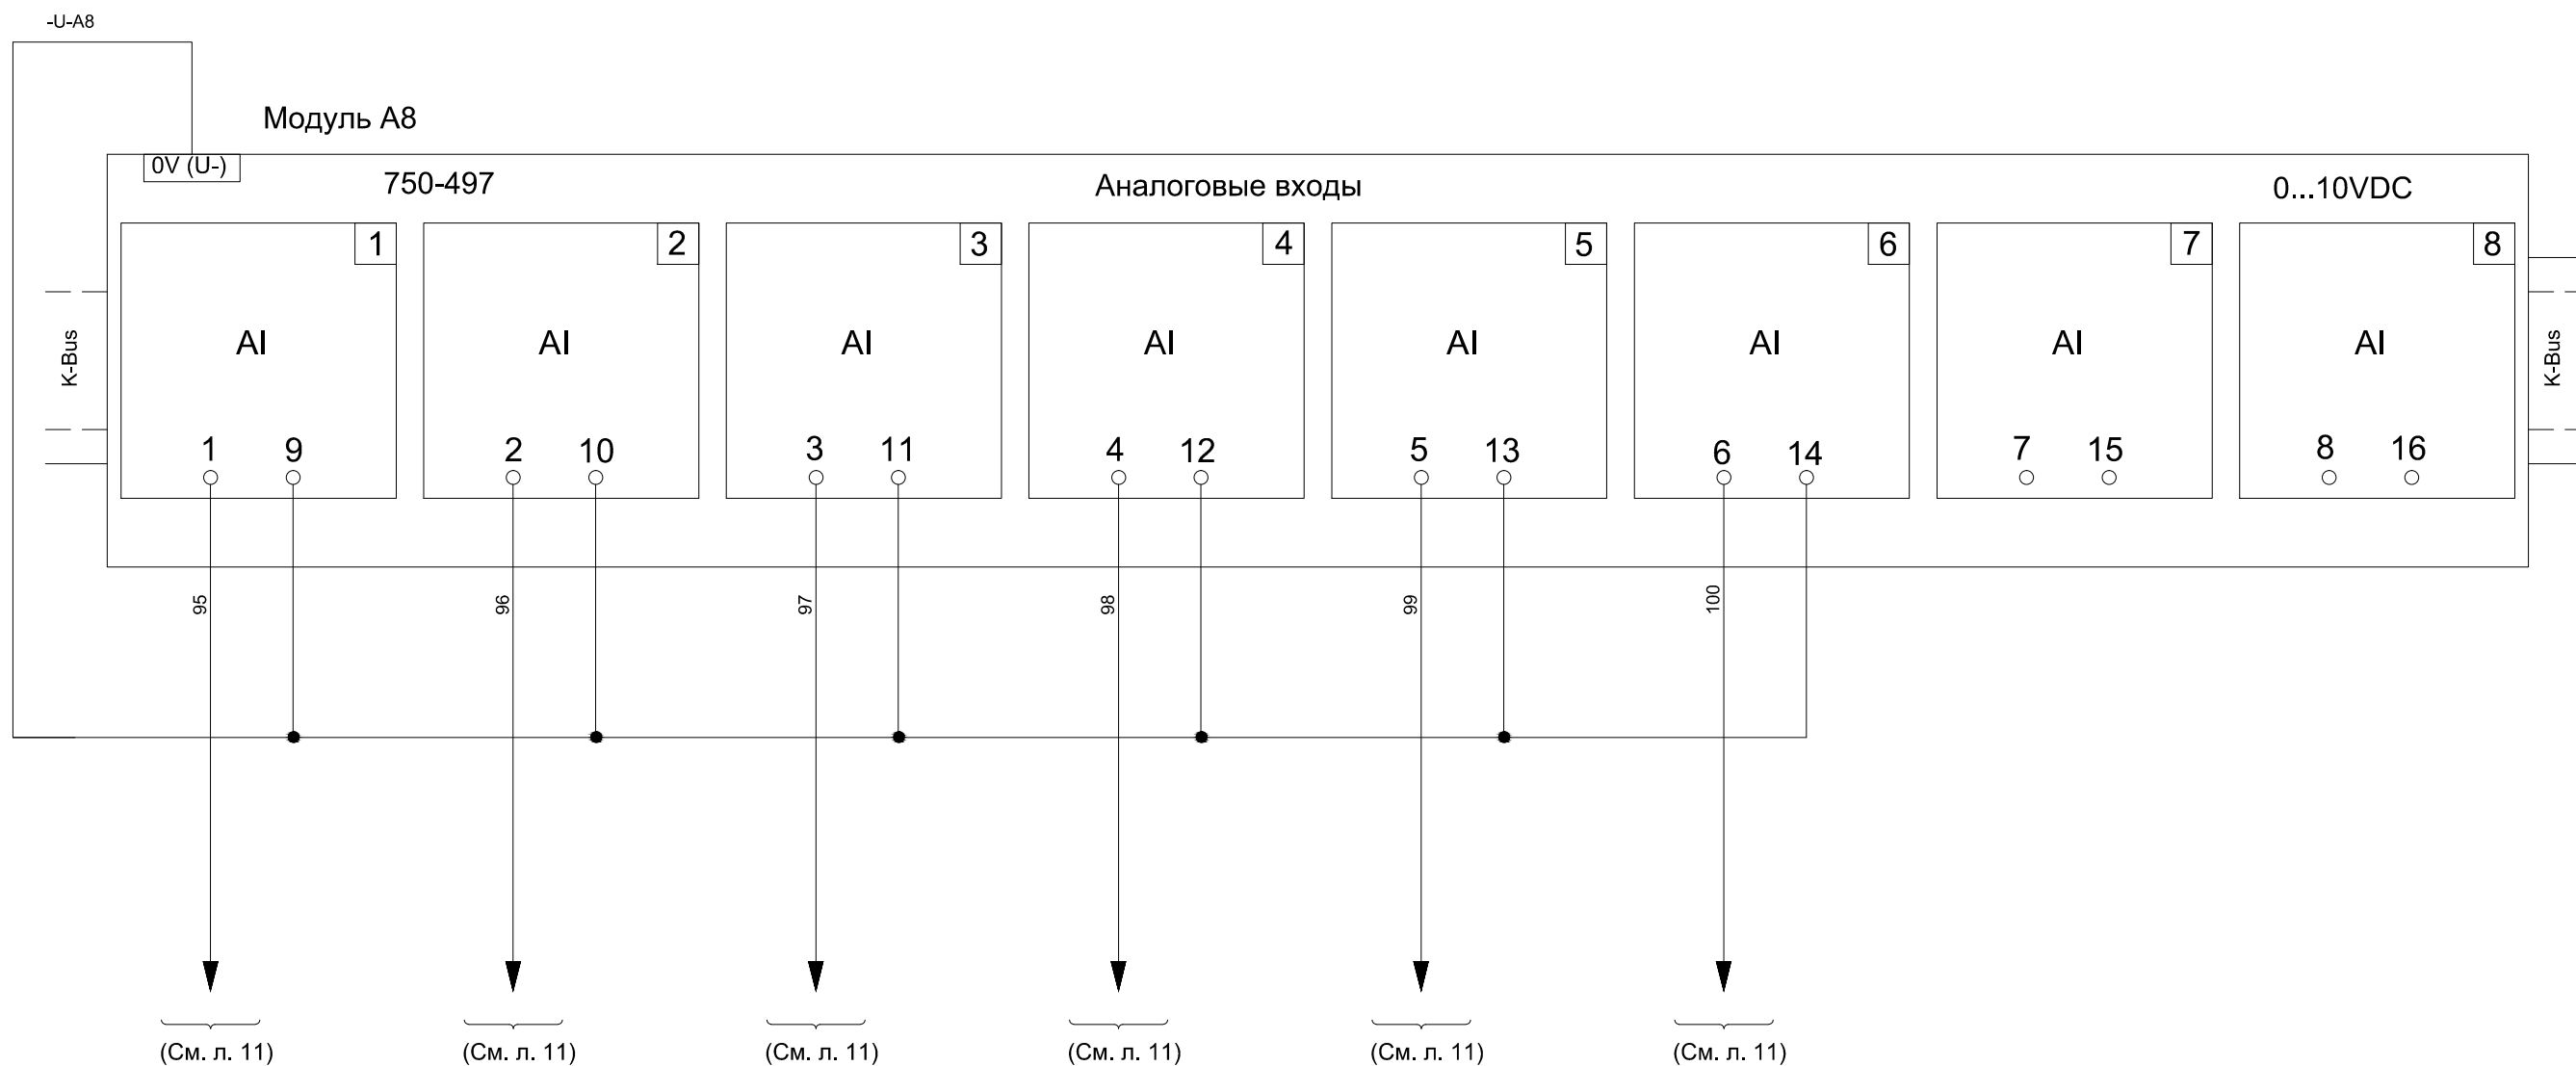 -U-A8
Модуль A8
0V (U-)
750-497
Аналоговые входы
0...10VDC
1
2
3
4
5
6
7
8
K-Bus
AI
AI
AI
AI
AI
AI
AI
AI
K-Bus
1 9
2 10
3 11
4 12
5 13
6 14
7 15
8 16
95
96
97
98
99
100
(См. л. 11)
(См. л. 11)
(См. л. 11)
(См. л. 11)
(См. л. 11)
(См. л. 11)